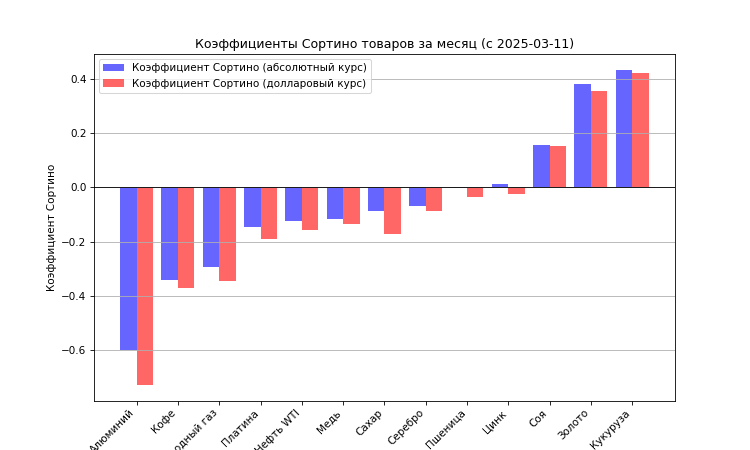 Коэффициенты Сортино товаров за месяц (с 2025-03-11)
Коэффициент Сортино (абсолютный курс)
Коэффициент Сортино (долларовый курс)
Коэффициент Сортино
0.4
0.2
0.0
−0.2
−0.4
−0.6
Алюминий
Кофе
газ
Платина
Нефть WTI
Медь
Сахар
Серебро
Пшеница
Цинк
Соя
Золото
Кукуруза